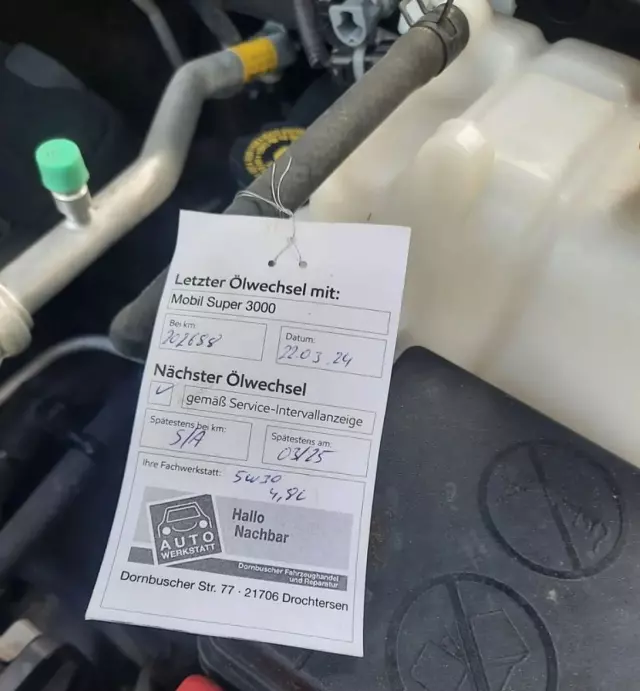 Letzter Ölwechsel mit:
Mobil Super 3000
Bei km:
202688
Datum:
22.03.24
Nächster Ölwechsel
✓ gemäß Service-Intervallanzeige
Spätestens bei km:
S/A
Spätestens am:
03/25
Ihre Fachwerkstatt:
5W30
4,8L
AUTO
WERKSTATT
Hallo
Nachbar
Dornbuscher Fahrzeughandel
und Reparatur
Dornbuscher Str. 77 · 21706 Drochtersen